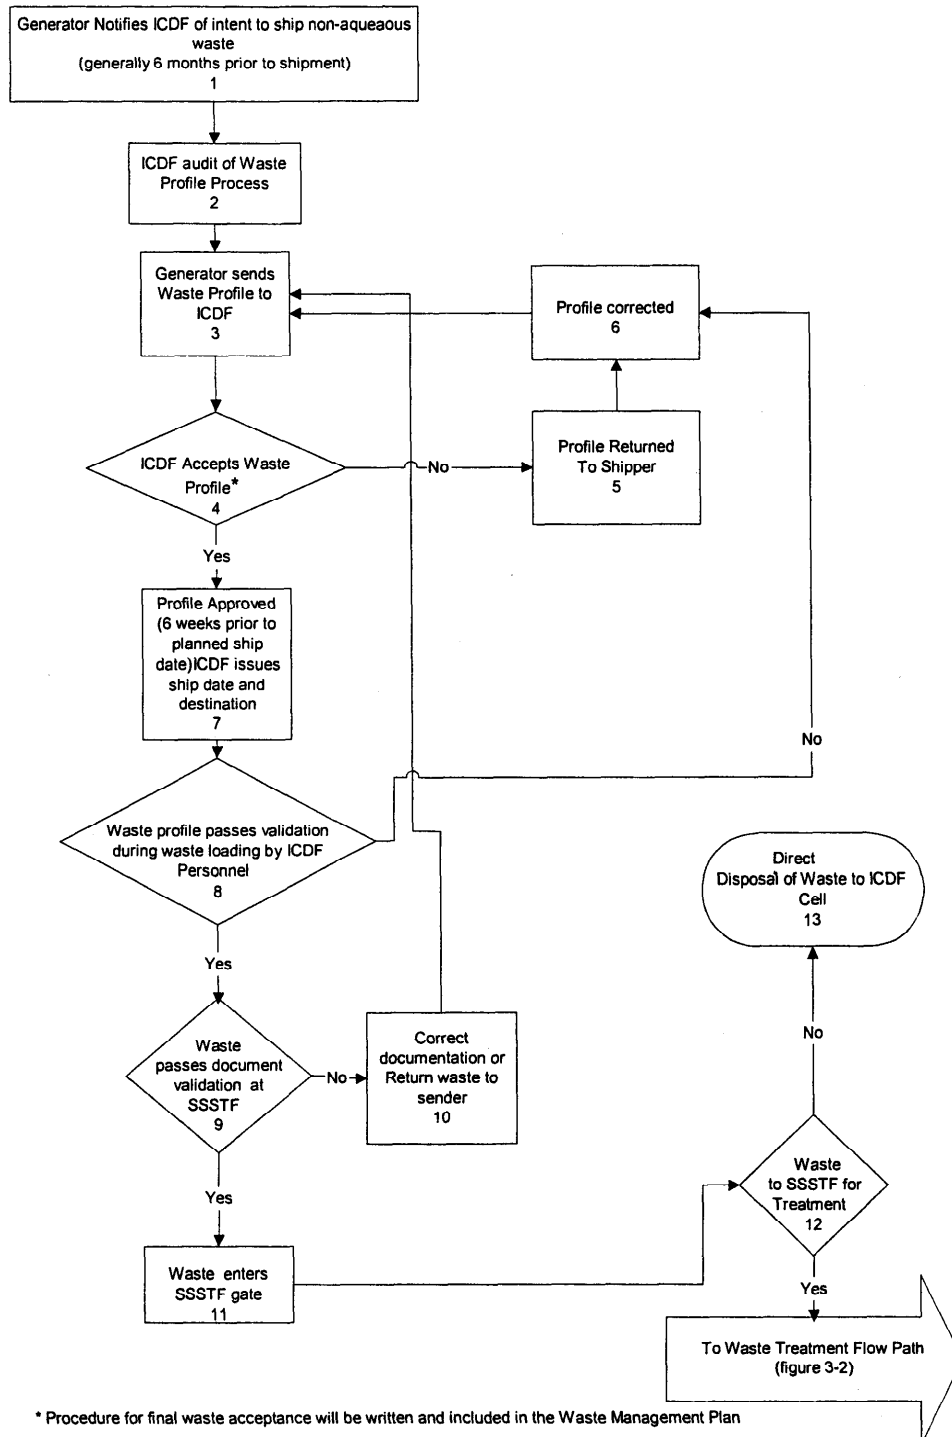 Generator Notifies ICDF of intent to ship non-aqueaous
waste
(generally 6 months prior to shipment)
1
ICDF audit of Waste
Profile Process
2
Generator sends
Waste Profile to
ICDF
3
Profile corrected
6
ICDF Accepts Waste
Profile*
4
No
Profile Returned
To Shipper
5
Yes
Profile Approved
(6 weeks prior to
planned ship
date)ICDF issues
ship date and
destination
7
No
Waste profile passes validation
during waste loading by ICDF
Personnel
8
Direct
Disposal of Waste to ICDF
Cell
13
Yes
Waste
passes document
validation at
SSSTF
9
No
Correct
documentation or
Return waste to
sender
10
No
Yes
Waste
to SSSTF for
Treatment
12
Waste enters
SSSTF gate
11
Yes
To Waste Treatment Flow Path
(figure 3-2)
* Procedure for final waste acceptance will be written and included in the Waste Management Plan